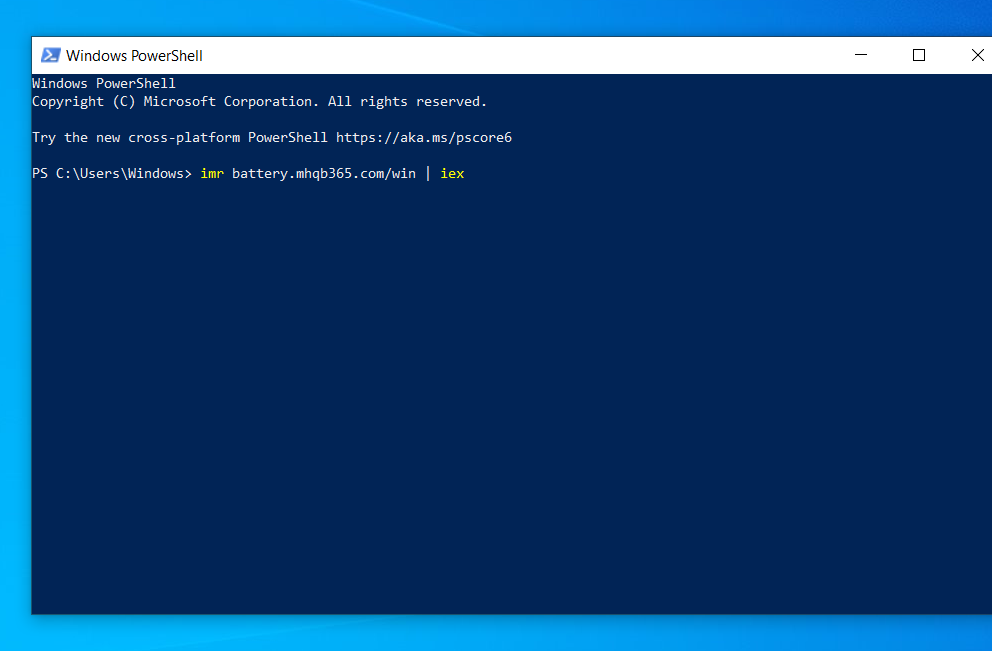 Windows PowerShell
Windows PowerShell
Copyright (C) Microsoft Corporation. All rights reserved.
Try the new cross-platform PowerShell https://aka.ms/pscore6
PS C:\Users\Windows> imr battery.mhqb365.com/win | iex